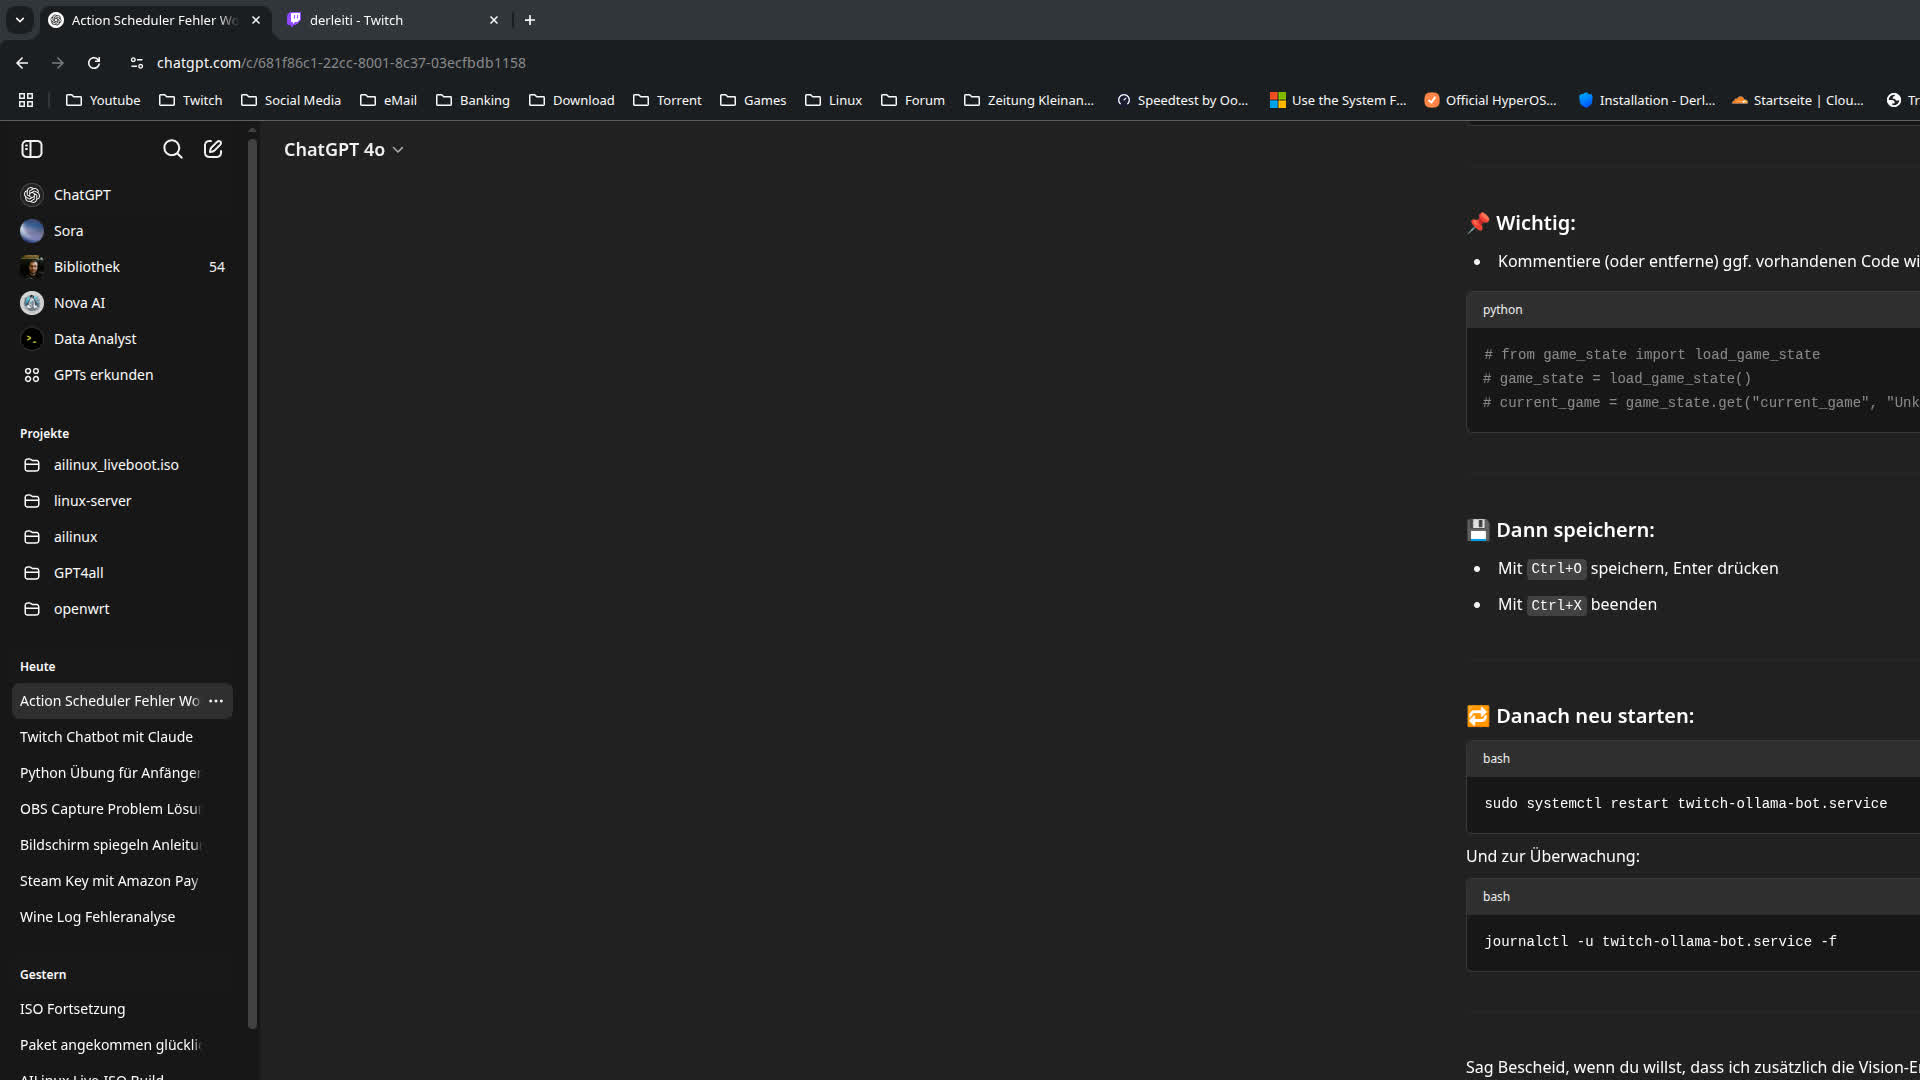 Action Scheduler Fehler Wo
derleiti - Twitch
chatgpt.com/c/681f86c1-22cc-8001-8c37-03ecfbdb1158
Youtube
Twitch
Social Media
eMail
Banking
Download
Torrent
Games
Linux
Forum
Zeitung Kleinan...
Speedtest by Oo...
Use the System F...
Official HyperOS...
Installation - Derl...
Startseite | Clou...
Tr
ChatGPT
Sora
Bibliothek 54
Nova AI
Data Analyst
GPTs erkunden
Projekte
ailinux_liveboot.iso
linux-server
ailinux
GPT4all
openwrt
Heute
Action Scheduler Fehler Wo
Twitch Chatbot mit Claude
Python Übung für Anfänger
OBS Capture Problem Lösu
Bildschirm spiegeln Anleitu
Steam Key mit Amazon Pay
Wine Log Fehleranalyse
Gestern
ISO Fortsetzung
Paket angekommen glückli
AILinux Live ISO Build
ChatGPT 4o
📌 Wichtig:
• Kommentiere (oder entferne) ggf. vorhandenen Code wi
python
# from game_state import load_game_state
# game_state = load_game_state()
# current_game = game_state.get("current_game", "Unk
💾 Dann speichern:
• Mit Ctrl+O speichern, Enter drücken
• Mit Ctrl+X beenden
🔁 Danach neu starten:
bash
sudo systemctl restart twitch-ollama-bot.service
Und zur Überwachung:
bash
journalctl -u twitch-ollama-bot.service -f
Sag Bescheid, wenn du willst, dass ich zusätzlich die Vision-E